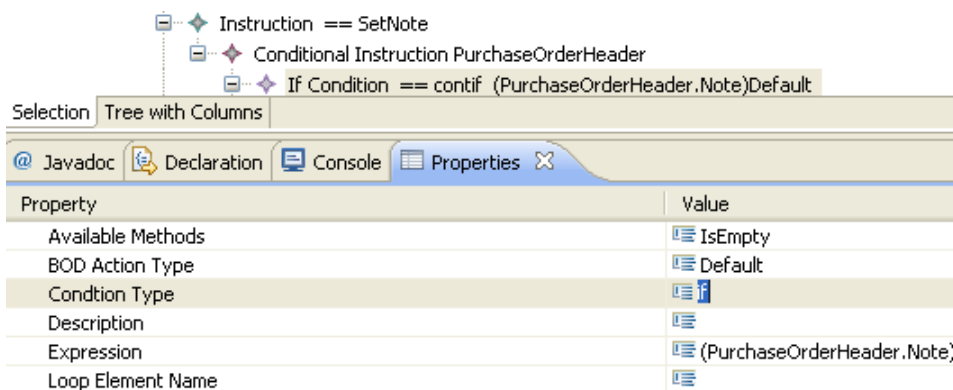 Instruction == SetNote
Conditional Instruction PurchaseOrderHeader
If Condition == contif (PurchaseOrderHeader.Note)Default
Selection Tree with Columns
@ Javadoc Declaration Console Properties
Property Value
Available Methods IsEmpty
BOD Action Type Default
Condtion Type if
Description
Expression (PurchaseOrderHeader.Note)
Loop Element Name